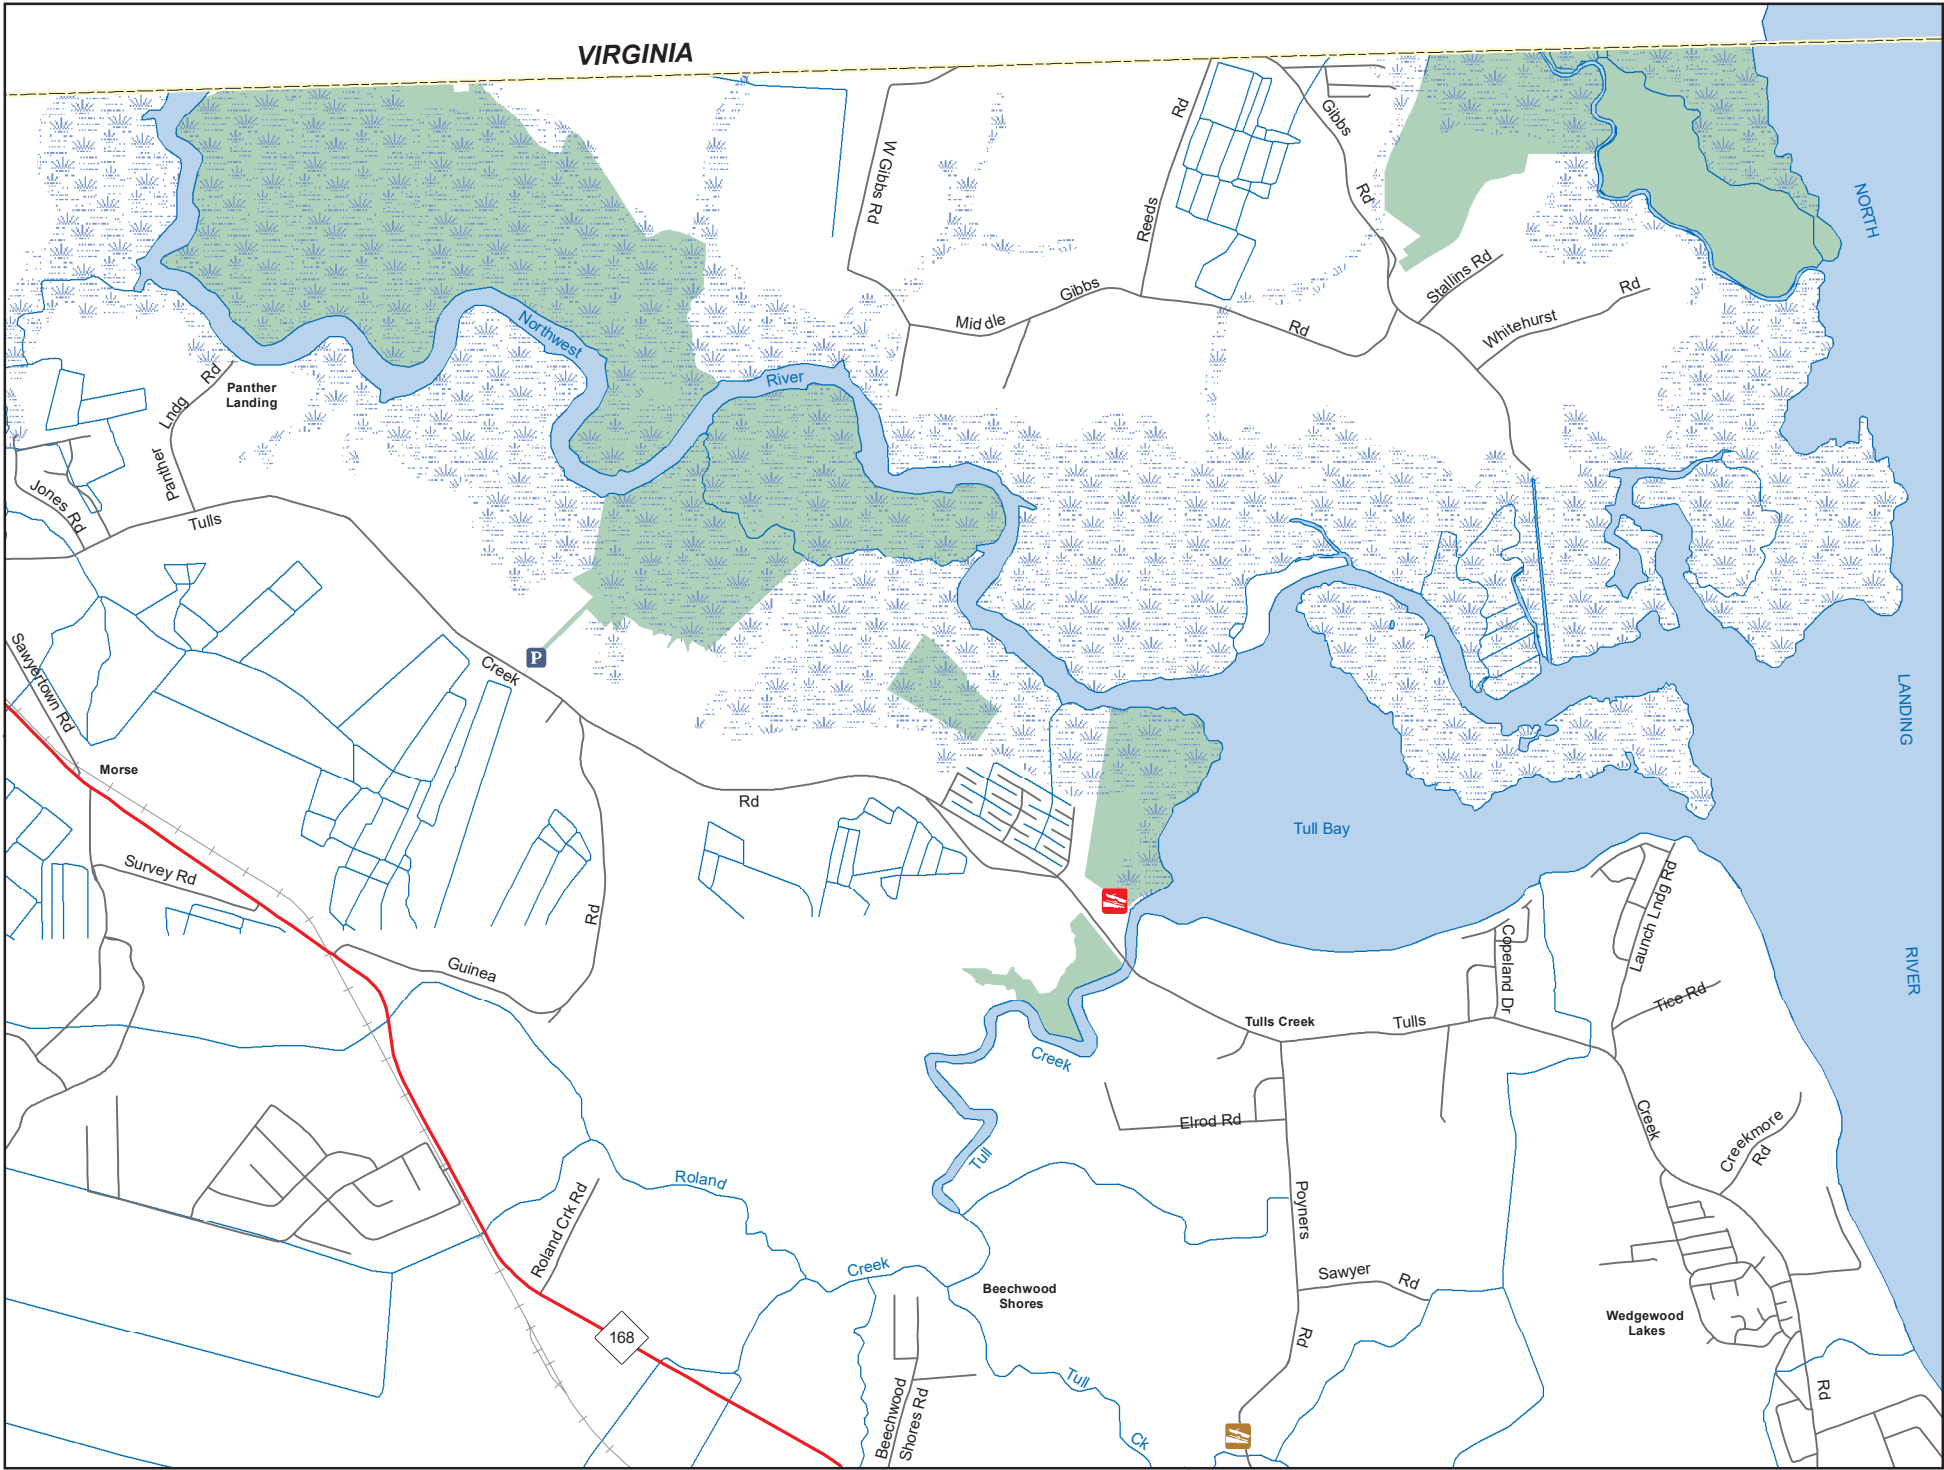 VIRGINIA
W Gibbs Rd
Reeds
Rd
Gibbs
Rd
NORTH
Stallins Rd
Whitehurst
Rd
Middle
Gibbs
Rd
Northwest
River
Panther
Landing
Panther
Lndg
Rd
Jones Rd
Tulls
Creek
Rd
P
Sawyertown Rd
Morse
Survey Rd
Guinea
Rd
LANDING
RIVER
Tull Bay
Launch Lndg Rd
Copeland Dr
Tice Rd
Tulls Creek
Tulls
Creek
Rd
Creek
Tull
Elrod Rd
Poyners
Rd
Creekmore
Rd
Roland
Creek
Roland Crk Rd
168
Beechwood
Shores
Sawyer
Rd
Wedgewood
Lakes
Beechwood
Shores Rd
Tull
Ck